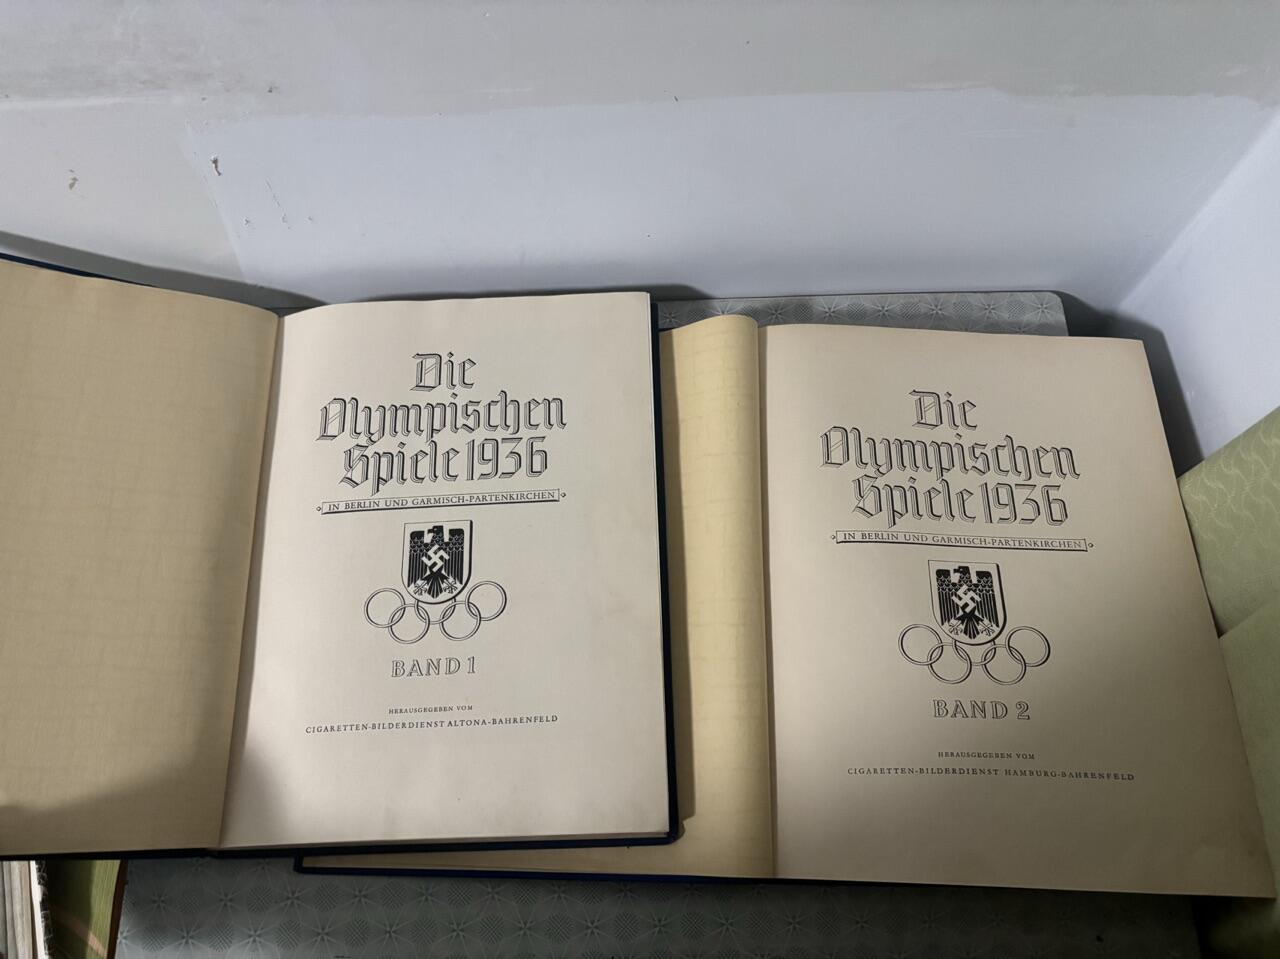 Die
Olympischen
Spiele 1936
IN BERLIN UND GARMISCH-PARTENKIRCHEN
BAND 1
HERAUSGEGEBEN VOM
CIGARETTEN-BILDERDIENST ALTONA-BAHRENFELD
Die
Olympischen
Spiele 1936
IN BERLIN UND GARMISCH-PARTENKIRCHEN
BAND 2
HERAUSGEGEBEN VOM
CIGARETTEN-BILDERDIENST HAMBURG-BAHRENFELD